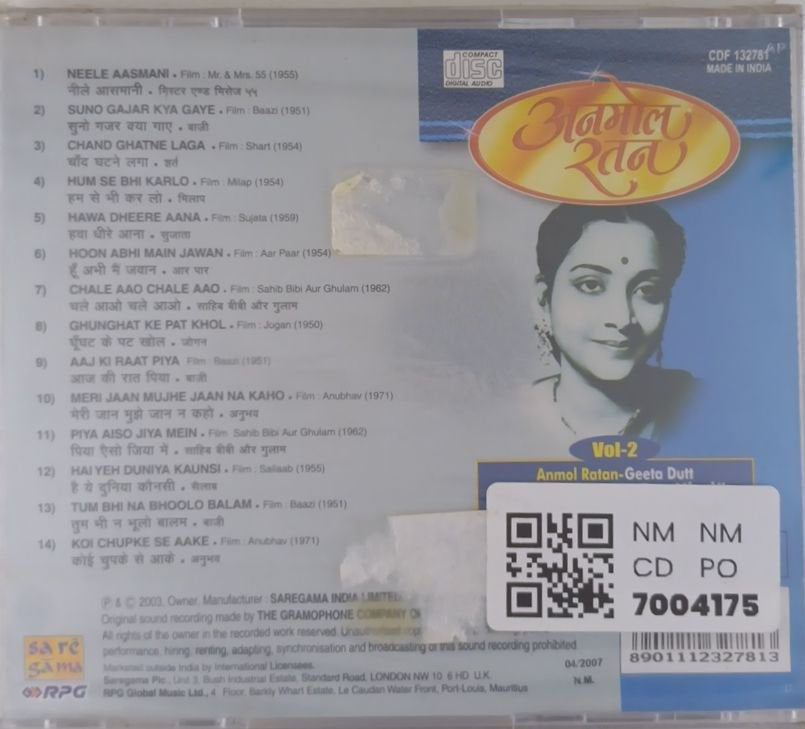 1) NEELE AASMANI • Film : Mr. & Mrs. 55 (1955)
नीले आसमानी • मिस्टर एण्ड मिसेज ५५
2) SUNO GAJAR KYA GAYE • Film : Baazi (1951)
सुनो गजर क्या गाए • बाज़ी
3) CHAND GHATNE LAGA • Film : Shart (1954)
चाँद घटने लगा • शर्त
4) HUM SE BHI KARLO • Film : Milap (1954)
हम से भी कर लो • मिलाप
5) HAWA DHEERE AANA • Film : Sujata (1959)
हवा धीरे आना • सुजाता
6) HOON ABHI MAIN JAWAN • Film : Aar Paar (1954)
हूँ अभी मैं जवान • आर पार
7) CHALE AAO CHALE AAO • Film : Sahib Bibi Aur Ghulam (1962)
चले आओ चले आओ • साहिब बीबी और गुलाम
8) GHUNGHAT KE PAT KHOL • Film : Jogan (1950)
घूँघट के पट खोल • जोगन
9) AAJ KI RAAT PIYA Film : Baazi (1951)
आज की रात पिया • बाज़ी
10) MERI JAAN MUJHE JAAN NA KAHO • Film : Anubhav (1971)
मेरी जान मुझे जान न कहो • अनुभव
11) PIYA AISO JIYA MEIN • Film Sahib Bibi Aur Ghulam (1962)
पिया ऐसो जिया में • साहिब बीबी और गुलाम
12) HAI YEH DUNIYA KAUNSI • Film : Sailaab (1955)
है ये दुनिया कौनसी • सैलाब
13) TUM BHI NA BHOOLO BALAM • Film : Baazi (1951)
तुम भी न भूलो बालम • बाज़ी
14) KOI CHUPKE SE AAKE • Film : Anubhav (1971)
कोई चुपके से आके • अनुभव
COMPACT
disc
DIGITAL AUDIO
CDF 132781
MADE IN INDIA
अनमोल
रतन
Vol-2
Anmol Ratan-Geeta Dutt
NM NM
CD PO
7004175
8901112327813
℗ & © 2003, Owner, Manufacturer : SAREGAMA INDIA LIMITED
Original sound recording made by THE GRAMOPHONE COMPANY
All rights of the owner in the recorded work reserved. Unauthorised
performance, hiring, renting, adapting, synchronisation and broadcasting of this sound recording prohibited
Marketed outside India by International Licensees. 04/2007
Saregama Plc., Unit 3, Bush Industrial Estate, Standard Road, LONDON NW 10 6 HD U.K. N.M.
RPG Global Music Ltd., 4 Floor, Barkly Wharf Estate, Le Caudan Water Front, Port-Louis, Mauritius
sa rē
gā ma
RPG